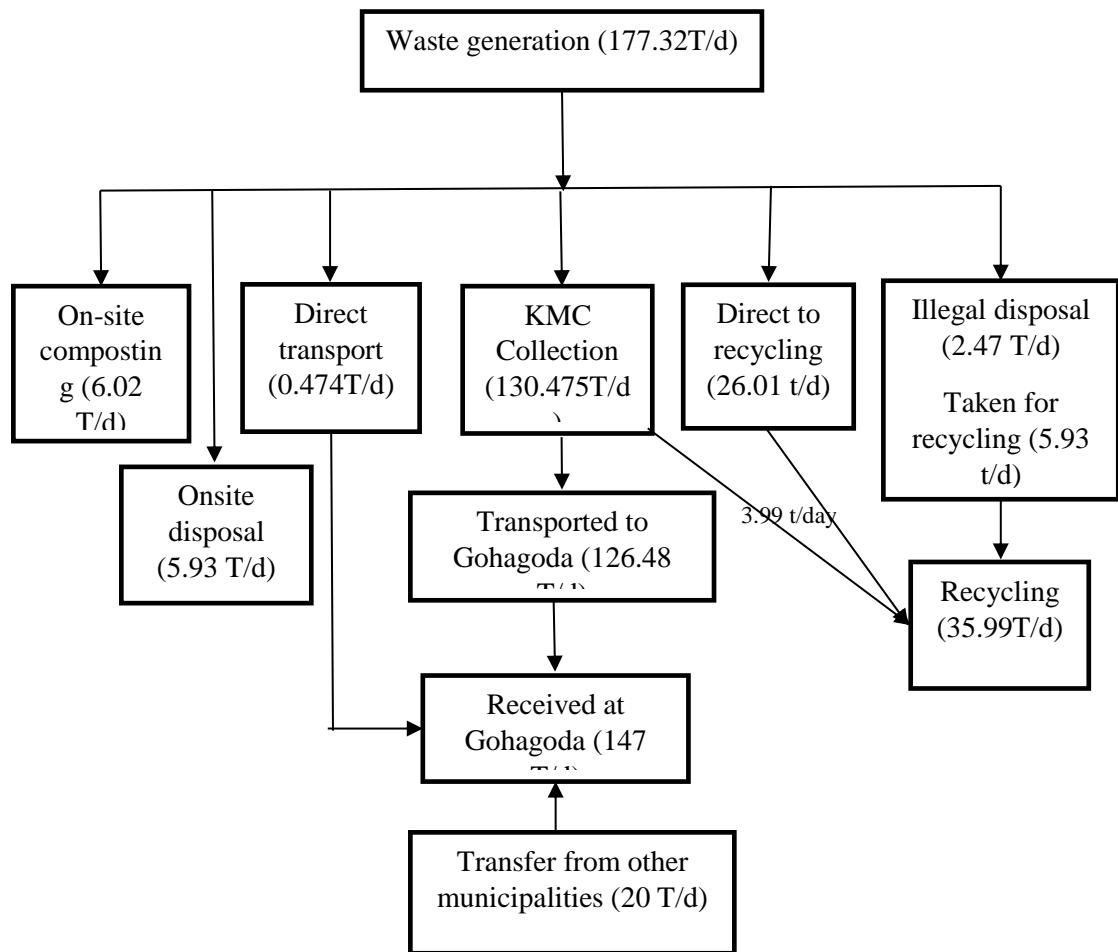 Waste generation (177.32T/d)
On-site
compostin
g (6.02
T/d)
Direct
transport
(0.474T/d)
KMC
Collection
(130.475T/d
)
Direct to
recycling
(26.01 t/d)
Illegal disposal
(2.47 T/d)
Taken for
recycling (5.93
t/d)
Onsite
disposal
(5.93 T/d)
Transported to
Gohagoda (126.48
T/d)
3.99 t/day
Recycling
(35.99T/d)
Received at
Gohagoda (147
T/d)
Transfer from other
municipalities (20 T/d)